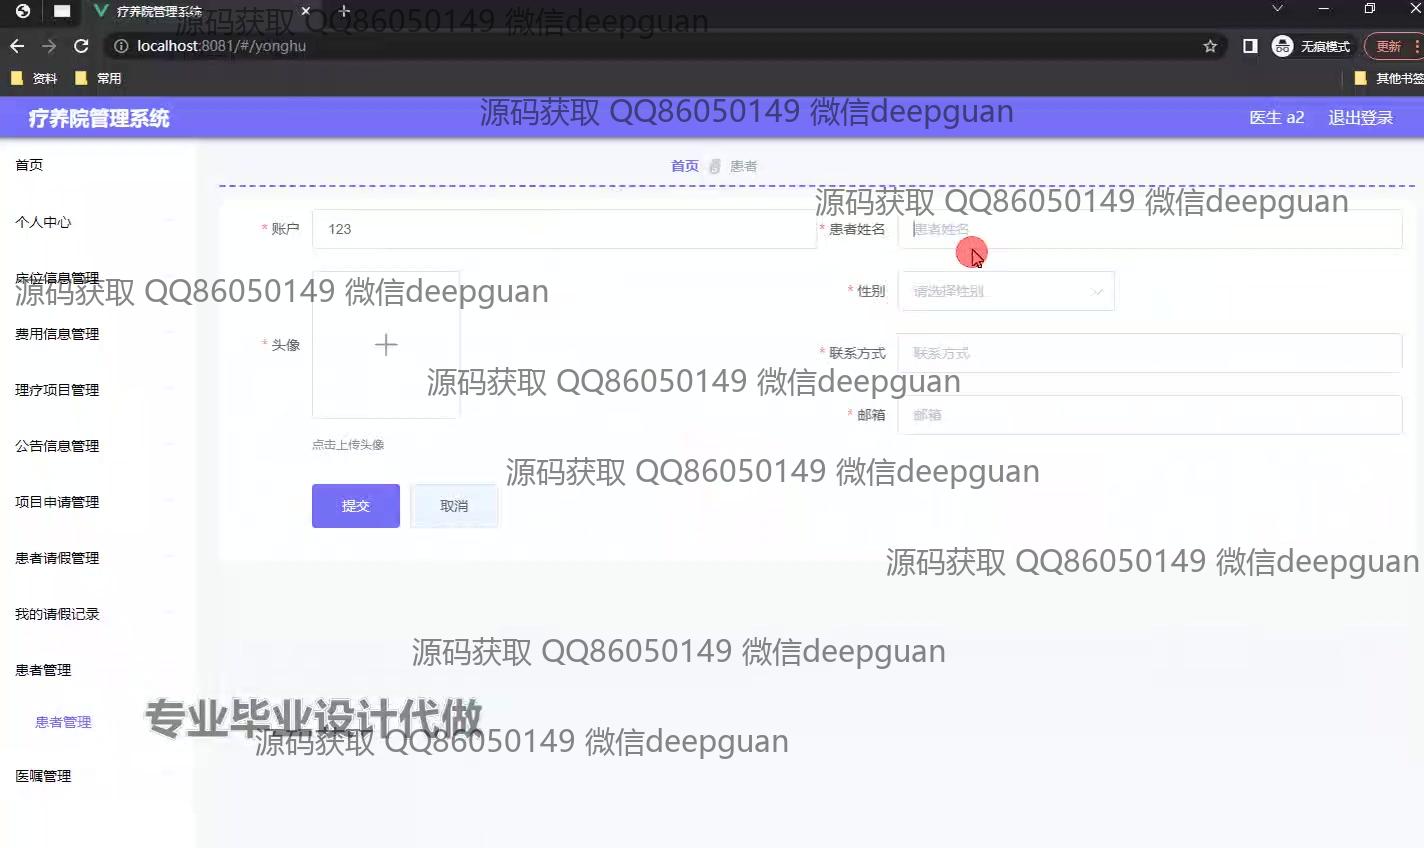 疗养院管理系统
源码获取 QQ86050149 微信deepguan
localhost:8081/#/yonghu
无痕模式
更新
资料
常用
其他书签
疗养院管理系统
源码获取 QQ86050149 微信deepguan
医生 a2
退出登录
首页
首页
患者
源码获取 QQ86050149 微信deepguan
个人中心
* 账户
123
* 患者姓名
患者姓名
床位信息管理
源码获取 QQ86050149 微信deepguan
* 性别
请选择性别
费用信息管理
* 头像
* 联系方式
联系方式
理疗项目管理
源码获取 QQ86050149 微信deepguan
* 邮箱
邮箱
公告信息管理
点击上传头像
源码获取 QQ86050149 微信deepguan
项目申请管理
提交
取消
患者请假管理
源码获取 QQ86050149 微信deepguan
我的请假记录
源码获取 QQ86050149 微信deepguan
患者管理
患者管理
专业毕业设计代做
源码获取 QQ86050149 微信deepguan
医嘱管理